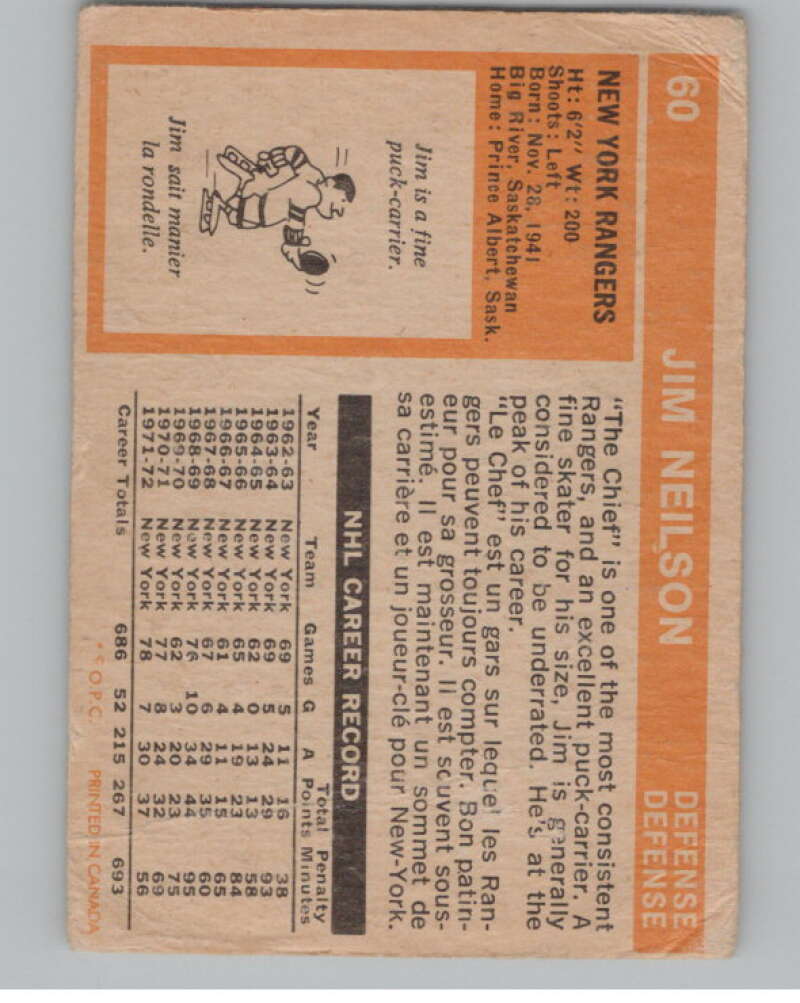 60 JIM NEILSON DEFENSE
DEFENSE
NEW YORK RANGERS
Ht: 6'2" Wt: 200
Shoots: Left
Born: Nov. 28, 1941
Big River, Saskatchewan
Home: Prince Albert, Sask.
Jim is a fine
puck-carrier.
Jim sait manier
la rondelle.
"The Chief" is one of the most consistent
Rangers, and an excellent puck-carrier. A
fine skater for his size, Jim is generally
considered to be underrated. He's at the
peak of his career.
"Le Chef" est un gars sur lequel les Ran-
gers peuvent toujours compter. Bon patin-
eur pour sa grosseur. Il est souvent sous-
estimé. Il est maintenant un sommet de
sa carrière et un joueur-clé pour New-York.
NHL CAREER RECORD
Total Penalty
Year Team Games G A Points Minutes
1962-63 New York 69 5 11 16 38
1963-64 New York 69 5 24 29 93
1964-65 New York 62 0 13 13 58
1965-66 New York 65 4 19 23 84
1966-67 New York 61 4 11 15 65
1967-68 New York 67 6 29 35 60
1968-69 New York 76 10 34 44 95
1969-70 New York 62 3 20 23 75
1970-71 New York 77 8 24 32 69
1971-72 New York 78 7 30 37 56
Career Totals 686 52 215 267 693
O.P.C. PRINTED IN CANADA